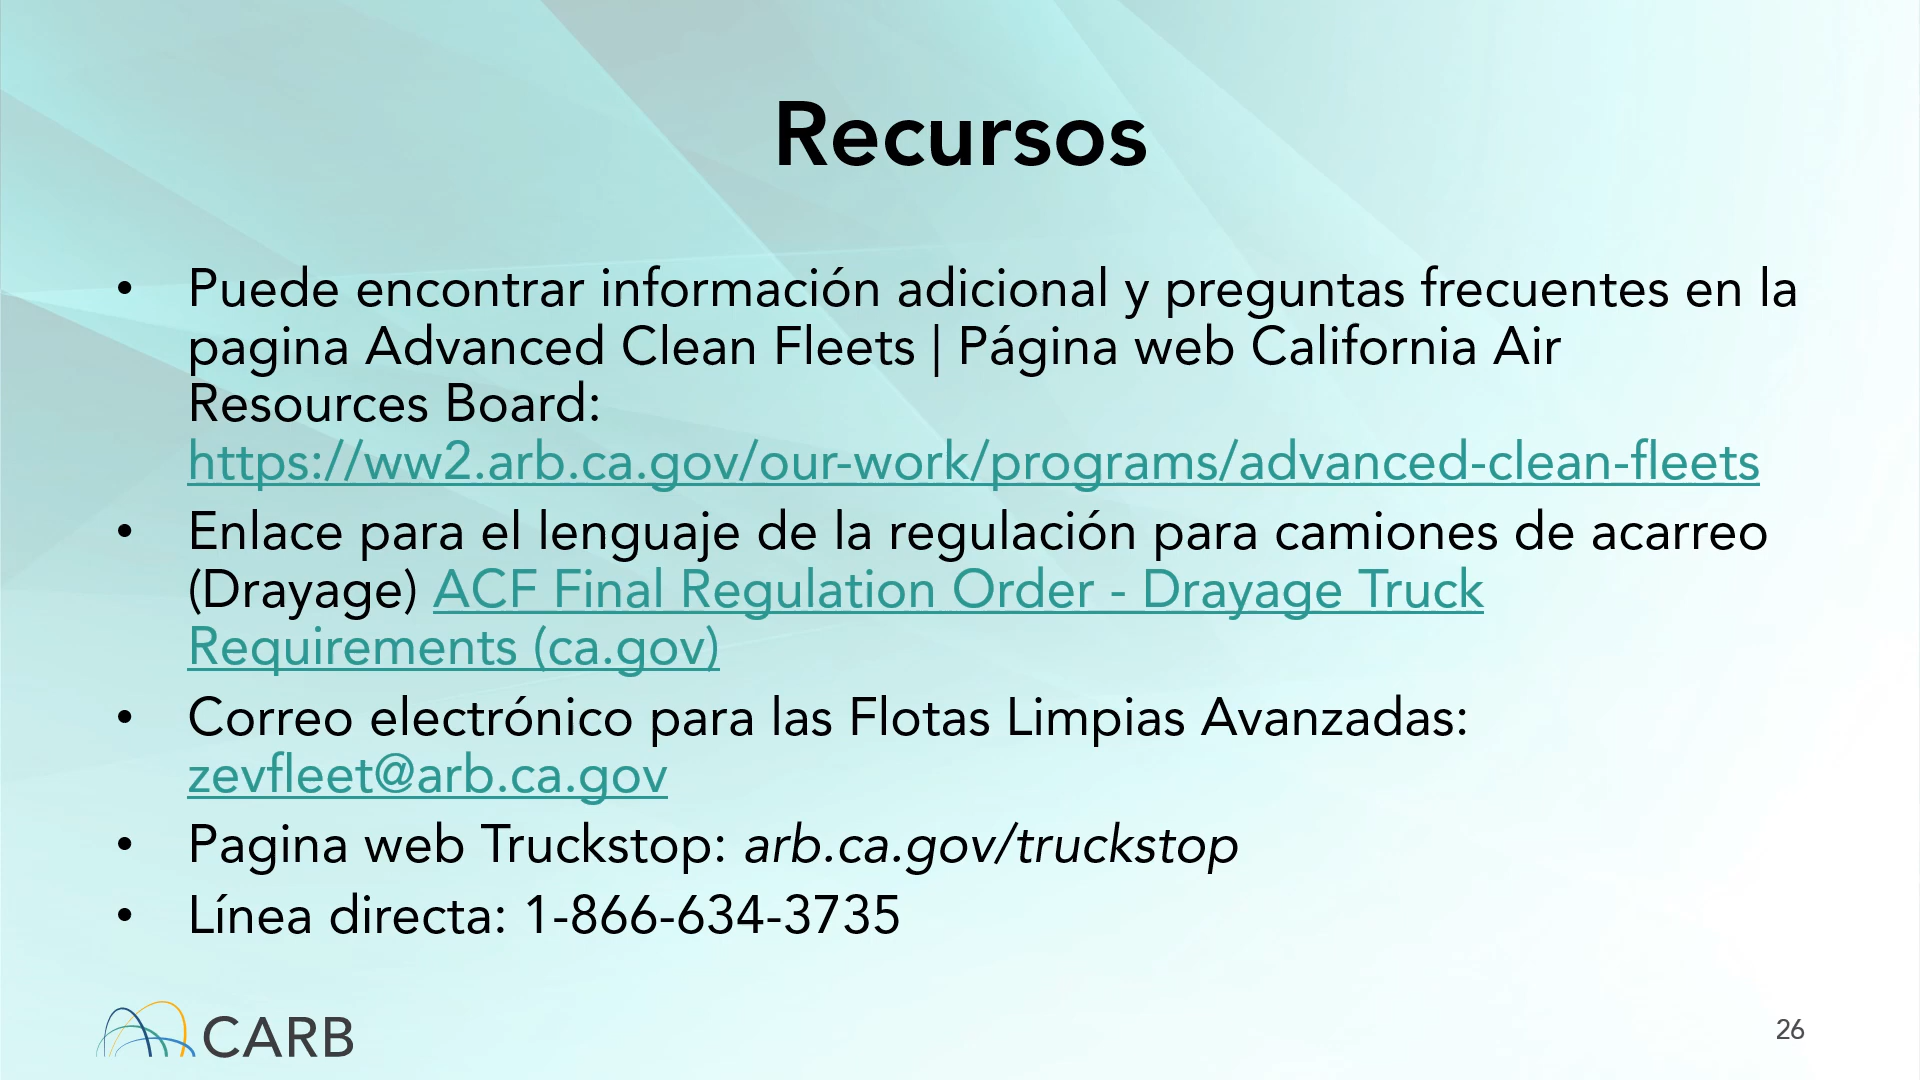 Recursos
• Puede encontrar información adicional y preguntas frecuentes en la
pagina Advanced Clean Fleets | Página web California Air
Resources Board:
https://ww2.arb.ca.gov/our-work/programs/advanced-clean-fleets
• Enlace para el lenguaje de la regulación para camiones de acarreo
(Drayage) ACF Final Regulation Order - Drayage Truck
Requirements (ca.gov)
• Correo electrónico para las Flotas Limpias Avanzadas:
zevfleet@arb.ca.gov
• Pagina web Truckstop: arb.ca.gov/truckstop
• Línea directa: 1-866-634-3735
CARB
26